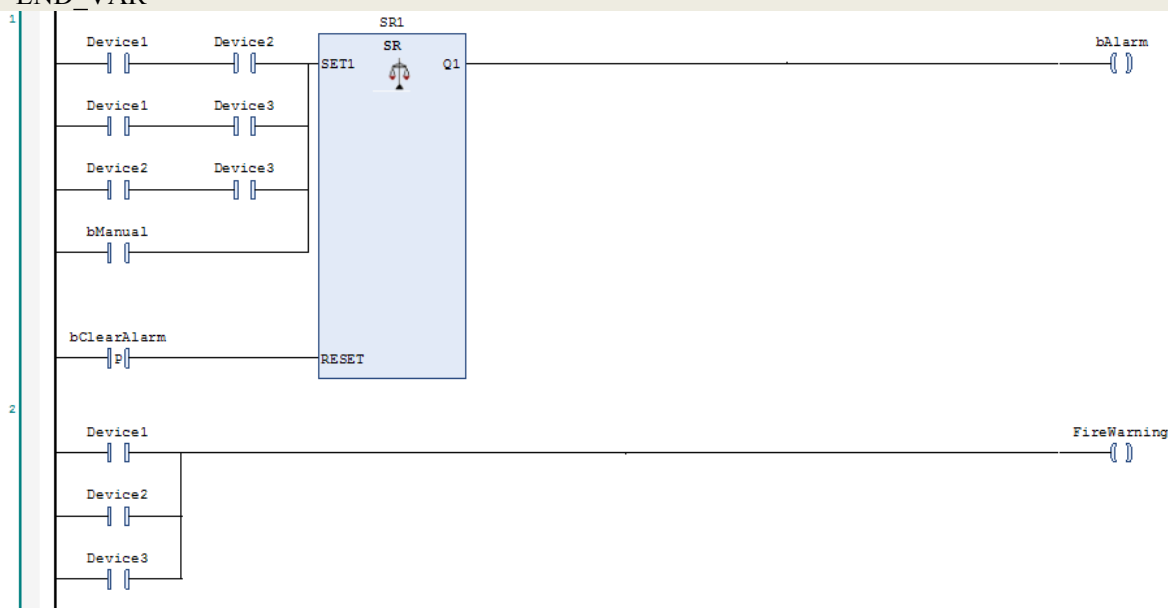 END_VAR
1
SR1
Device1 Device2 SR bAlarm
SET1 Q1
Device1 Device3
Device2 Device3
bManual
bClearAlarm
P RESET
2
Device1 FireWarning
Device2
Device3